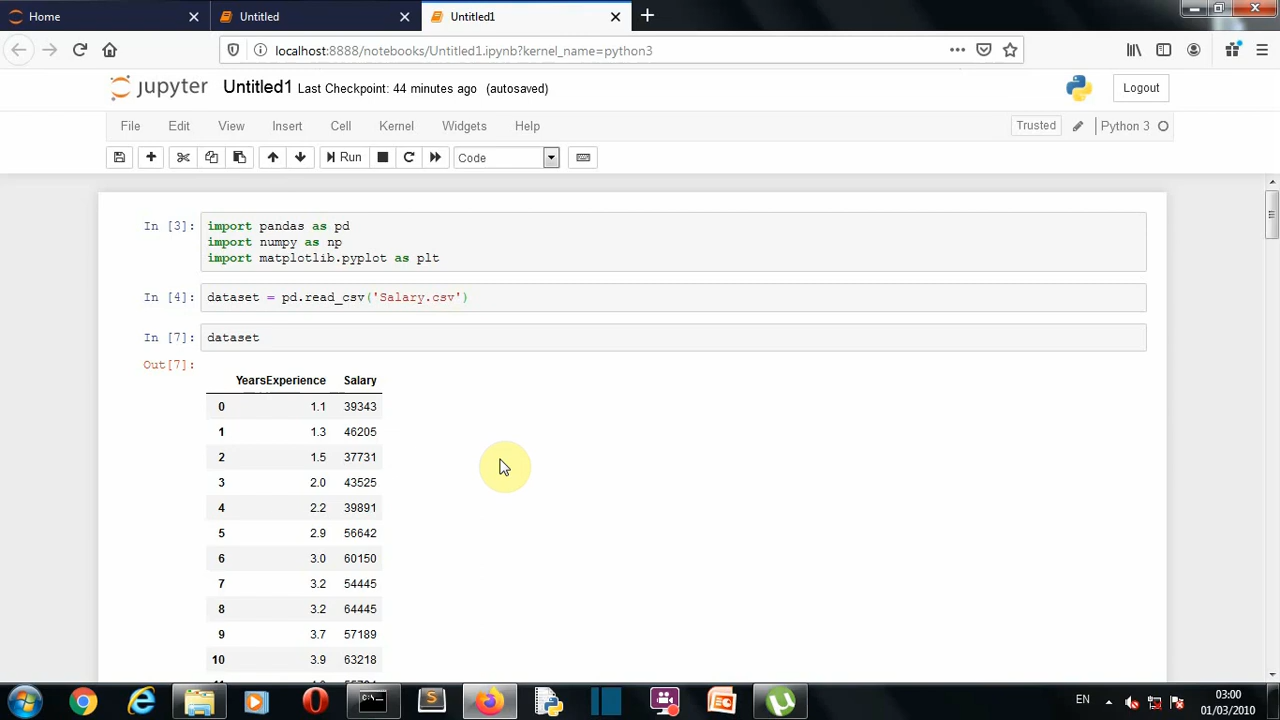 Home
Untitled
Untitled1
localhost:8888/notebooks/Untitled1.ipynb?kernel_name=python3
jupyter Untitled1 Last Checkpoint: 44 minutes ago (autosaved)
Logout
File Edit View Insert Cell Kernel Widgets Help
Trusted Python 3
Run Code
In [3]: import pandas as pd
import numpy as np
import matplotlib.pyplot as plt
In [4]: dataset = pd.read_csv('Salary.csv')
In [7]: dataset
Out[7]:
YearsExperience Salary
0 1.1 39343
1 1.3 46205
2 1.5 37731
3 2.0 43525
4 2.2 39891
5 2.9 56642
6 3.0 60150
7 3.2 54445
8 3.2 64445
9 3.7 57189
10 3.9 63218
EN
03:00
01/03/2010